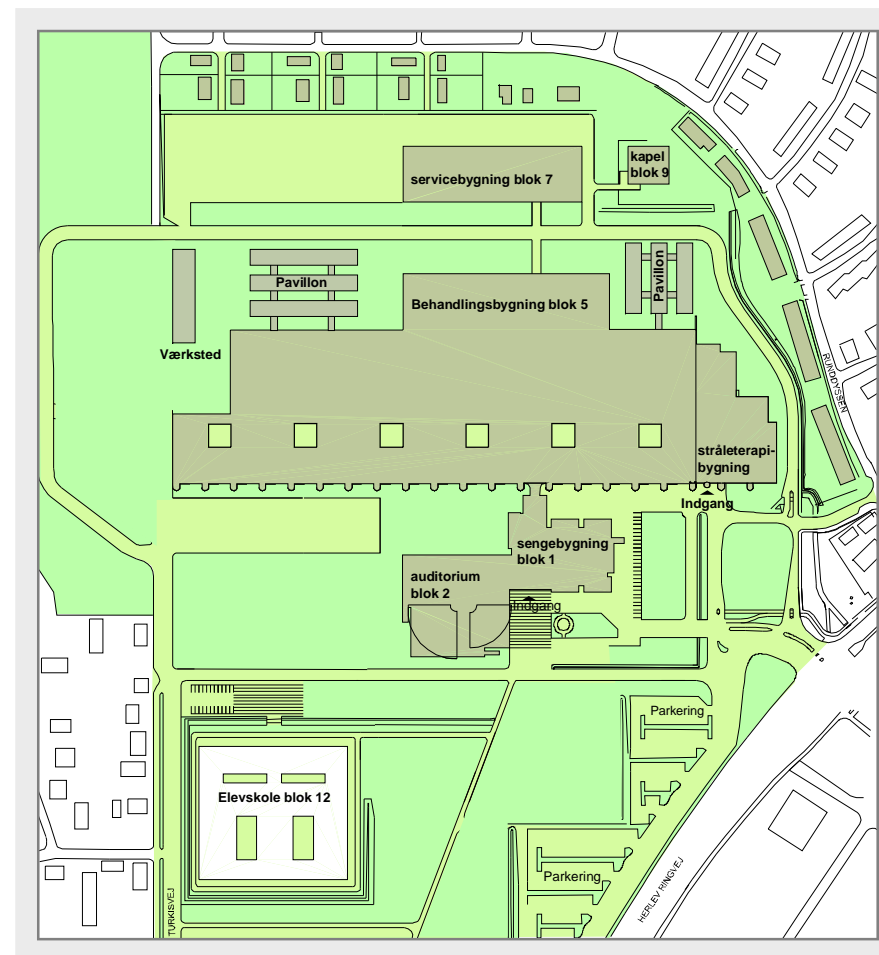 kapel
blok 9
servicebygning blok 7
Pavillon
Pavillon
Behandlingsbygning blok 5
Værksted
RUNDDYSSEN
stråleterapi-
bygning
Indgang
sengebygning
blok 1
auditorium
blok 2
Indgang
Parkering
Elevskole blok 12
Parkering
HERLEV RINGVEJ
TURKISVEJ